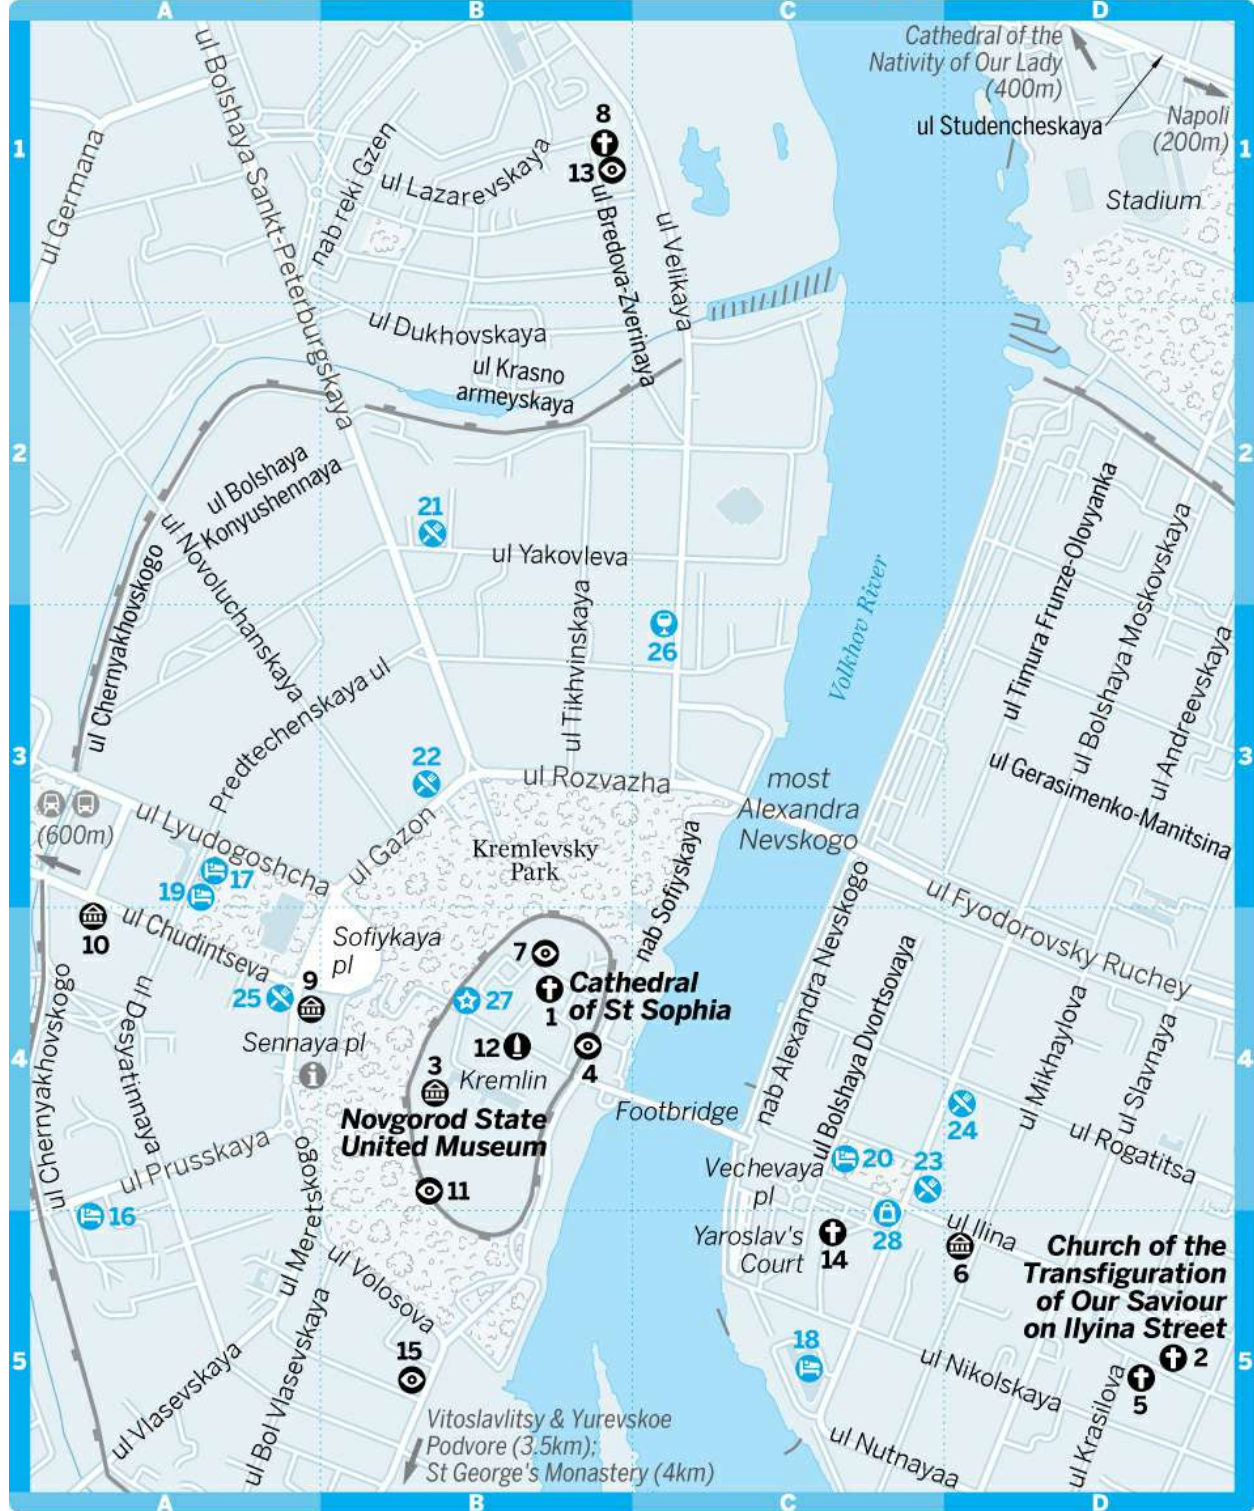 A
B
C
D
1
2
3
4
5
1
2
3
4
5
A
B
C
D
Cathedral of the
Nativity of Our Lady
(400m)
ul Studencheskaya
Napoli
(200m)
Stadium
ul Bolshaya Sankt-Peterburgskaya
ul Germana
nab reki Gzen
ul Lazarevskaya
8
13
ul Bredova-Zverinaya
ul Velikaya
ul Dukhovskaya
ul Krasno
armeyskaya
ul Bolshaya
Konyushennaya
ul Novoluchanskaya
ul Chernyakhovskogo
21
ul Yakovleva
ul Tikhvinskaya
26
Volkhov River
ul Timura Frunze-Olovyanka
ul Bolshaya Moskovskaya
ul Andreevskaya
ul Gerasimenko-Manitsina
Predtechenskaya ul
22
ul Rozvazha
most
Alexandra
Nevskogo
(600m)
ul Lyudogoshcha
ul Gazon
Kremlevsky
Park
nab Sofiyskaya
17
19
10
ul Chudintseva
Sofiykaya
pl
ul Fyodorovsky Ruchey
nab Alexandra Nevskogo
ul Bolshaya Dvortsovaya
7
Cathedral
of St Sophia
1
27
9
25
Sennaya pl
12
4
3
Kremlin
Novgorod State
United Museum
11
Footbridge
ul Chernyakhovskogo
ul Desyatinnaya
ul Prusskaya
16
ul Meretskogo
ul Volosova
ul Mikhaylova
ul Slavnaya
ul Rogatitsa
24
Vechevaya
pl
20
23
Yaroslav's
Court
14
28
ul Ilina
6
Church of the
Transfiguration
of Our Saviour
on Ilyina Street
2
5
18
15
ul Nikolskaya
ul Krasilova
ul Nutnayaa
ul Vlasevskaya
ul Bol Vlasevskaya
Vitoslavlitsy & Yurevskoe
Podvore (3.5km);
St George's Monastery (4km)